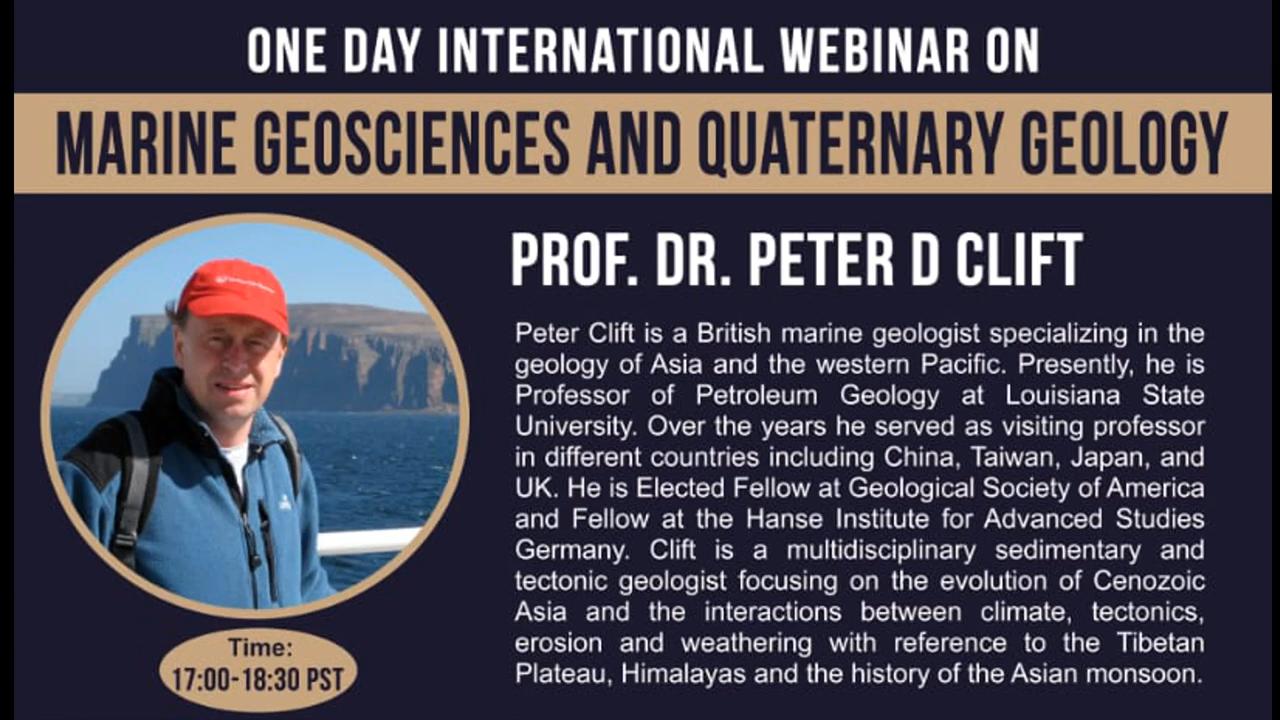 ONE DAY INTERNATIONAL WEBINAR ON
MARINE GEOSCIENCES AND QUATERNARY GEOLOGY
PROF. DR. PETER D CLIFT
Peter Clift is a British marine geologist specializing in the
geology of Asia and the western Pacific. Presently, he is
Professor of Petroleum Geology at Louisiana State
University. Over the years he served as visiting professor
in different countries including China, Taiwan, Japan, and
UK. He is Elected Fellow at Geological Society of America
and Fellow at the Hanse Institute for Advanced Studies
Germany. Clift is a multidisciplinary sedimentary and
tectonic geologist focusing on the evolution of Cenozoic
Asia and the interactions between climate, tectonics,
erosion and weathering with reference to the Tibetan
Plateau, Himalayas and the history of the Asian monsoon.
Time:
17:00-18:30 PST